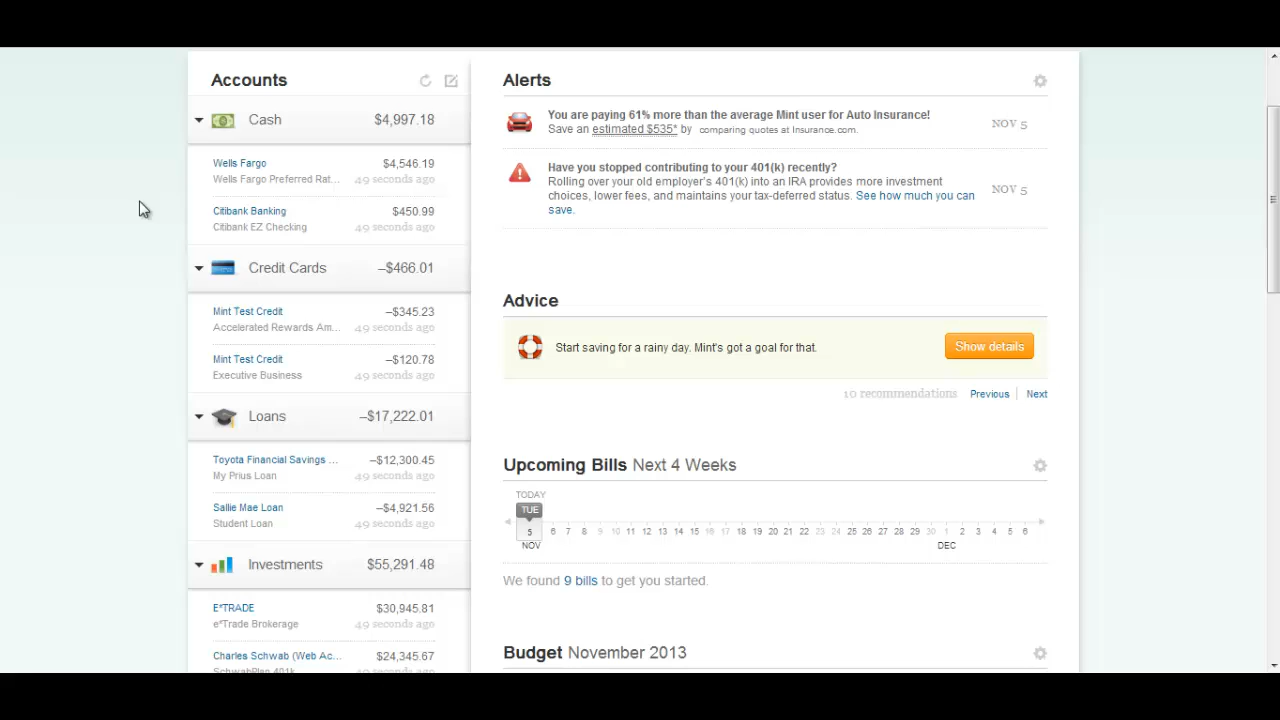 Accounts
Cash $4,997.18
Wells Fargo $4,546.19
Wells Fargo Preferred Rat... 49 seconds ago
Citibank Banking $450.99
Citibank EZ Checking 49 seconds ago
Credit Cards –$466.01
Mint Test Credit –$345.23
Accelerated Rewards Am... 49 seconds ago
Mint Test Credit –$120.78
Executive Business 49 seconds ago
Loans –$17,222.01
Toyota Financial Savings ... –$12,300.45
My Prius Loan 49 seconds ago
Sallie Mae Loan –$4,921.56
Student Loan 49 seconds ago
Investments $55,291.48
E*TRADE $30,945.81
e*Trade Brokerage 49 seconds ago
Charles Schwab (Web Ac... $24,345.67
SchwabPlan 401k 49 seconds ago
Alerts
You are paying 61% more than the average Mint user for Auto Insurance!
Save an estimated $535* by comparing quotes at Insurance.com.
NOV 5
Have you stopped contributing to your 401(k) recently?
Rolling over your old employer's 401(k) into an IRA provides more investment
choices, lower fees, and maintains your tax-deferred status. See how much you can
save.
NOV 5
Advice
Start saving for a rainy day. Mint's got a goal for that. Show details
10 recommendations Previous Next
Upcoming Bills Next 4 Weeks
TODAY
TUE
5 6 7 8 9 10 11 12 13 14 15 16 17 18 19 20 21 22 23 24 25 26 27 28 29 30 1 2 3 4 5 6
NOV DEC
We found 9 bills to get you started.
Budget November 2013